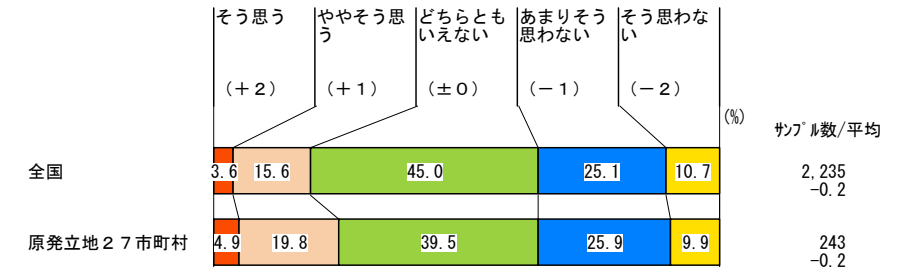 そう思う ややそう思う どちらともいえない あまりそう思わない そう思わない
（＋２） （＋１） （±０） （－１） （－２）
(%)
ｻﾝﾌﾟﾙ数/平均
全国 3.6 15.6 45.0 25.1 10.7 2,235
-0.2
原発立地２７市町村 4.9 19.8 39.5 25.9 9.9 243
-0.2